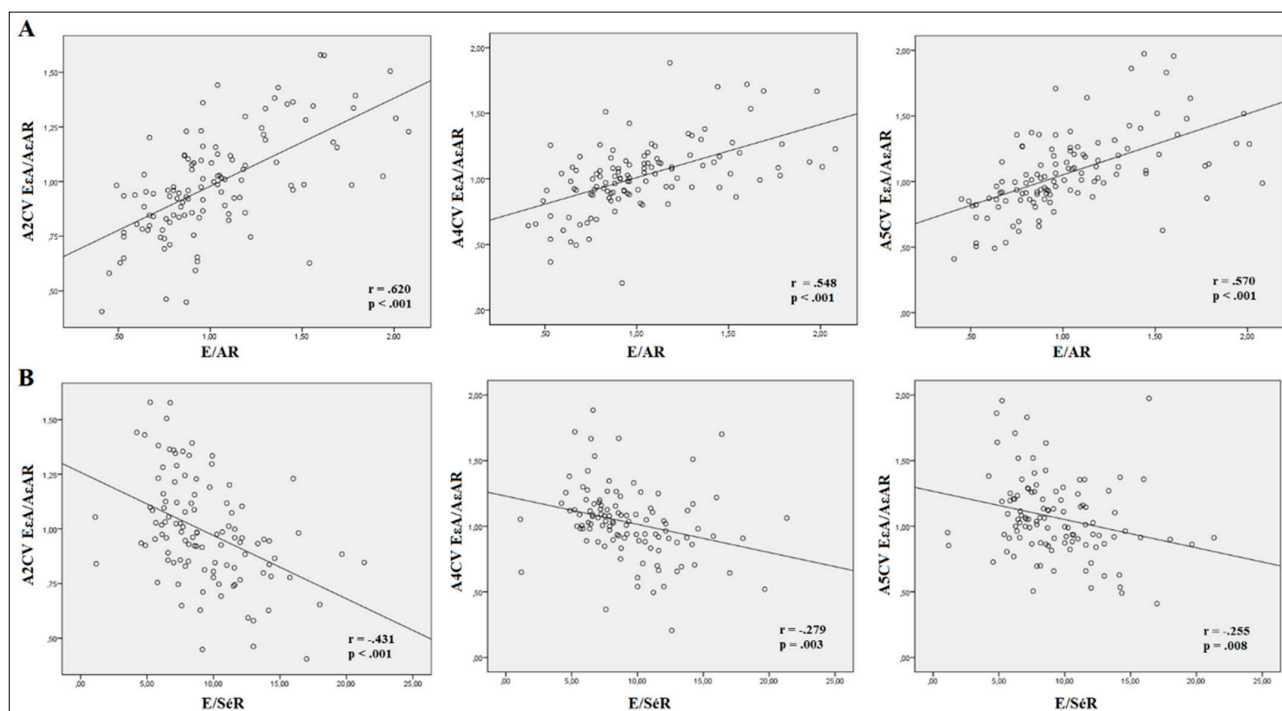 A
A2CV EεA/AεAR
1,50
1,25
1,00
,75
,50
,50
1,00
1,50
2,00
E/AR
r = .620
p < .001
A4CV EεA/AεAR
2,00
1,50
1,00
,50
,00
,50
1,00
1,50
2,00
E/AR
r = .548
p < .001
A5CV EεA/AεAR
2,00
1,50
1,00
,50
,00
,50
1,00
1,50
2,00
E/AR
r = .570
p < .001
B
A2CV EεA/AεAR
1,50
1,25
1,00
,75
,50
,00
5,00
10,00
15,00
20,00
25,00
E/SéR
r = -.431
p < .001
A4CV EεA/AεAR
2,00
1,50
1,00
,50
,00
,00
5,00
10,00
15,00
20,00
25,00
E/SéR
r = -.279
p = .003
A5CV EεA/AεAR
2,00
1,50
1,00
,50
,00
,00
5,00
10,00
15,00
20,00
25,00
E/SéR
r = -.255
p = .008